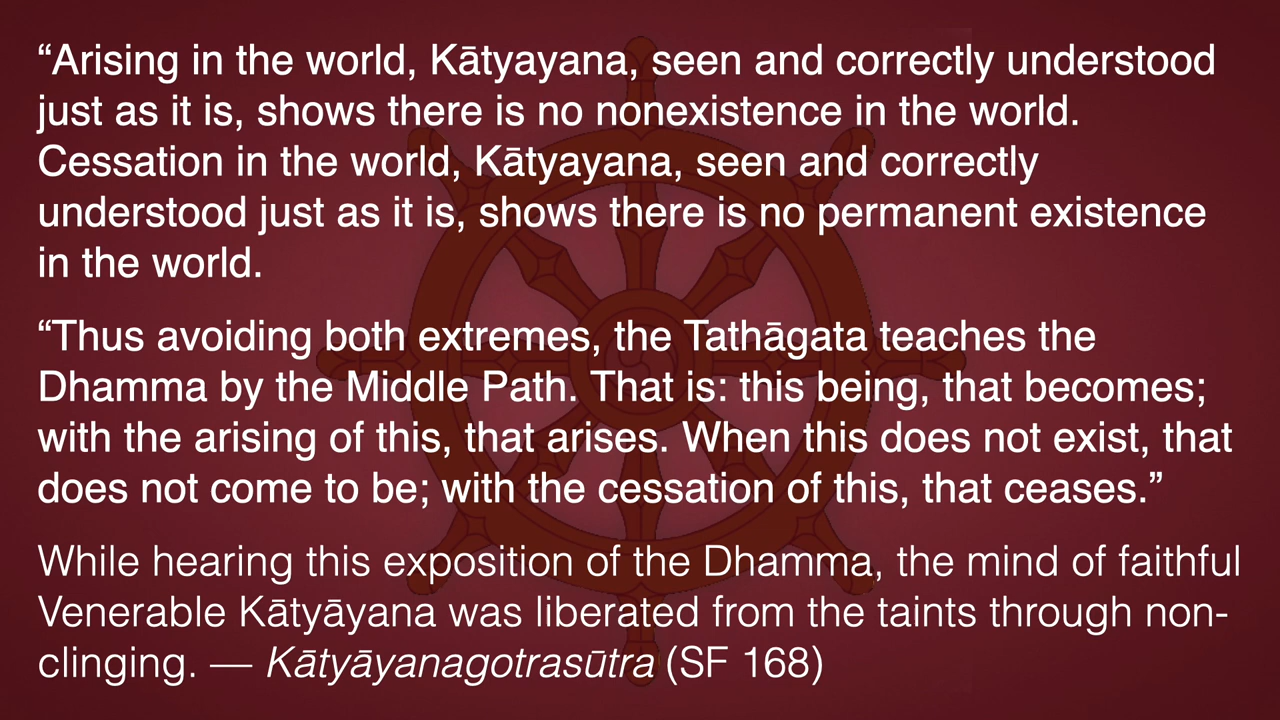 “Arising in the world, Kātyayana, seen and correctly understood
just as it is, shows there is no nonexistence in the world.
Cessation in the world, Kātyayana, seen and correctly
understood just as it is, shows there is no permanent existence
in the world.
“Thus avoiding both extremes, the Tathāgata teaches the
Dhamma by the Middle Path. That is: this being, that becomes;
with the arising of this, that arises. When this does not exist, that
does not come to be; with the cessation of this, that ceases.”
While hearing this exposition of the Dhamma, the mind of faithful
Venerable Kātyāyana was liberated from the taints through non-
clinging. — Kātyāyanagotrasūtra (SF 168)